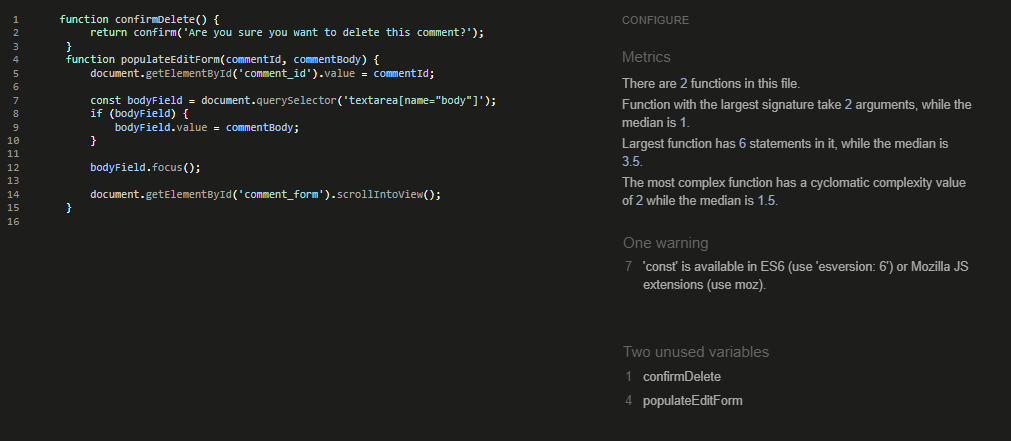 1 function confirmDelete() {
2 return confirm('Are you sure you want to delete this comment?');
3 }
4 function populateEditForm(commentId, commentBody) {
5 document.getElementById('comment_id').value = commentId;
6
7 const bodyField = document.querySelector('textarea[name="body"]');
8 if (bodyField) {
9 bodyField.value = commentBody;
10 }
11
12 bodyField.focus();
13
14 document.getElementById('comment_form').scrollIntoView();
15 }
16
CONFIGURE
Metrics
There are 2 functions in this file.
Function with the largest signature take 2 arguments, while the
median is 1.
Largest function has 6 statements in it, while the median is
3.5.
The most complex function has a cyclomatic complexity value
of 2 while the median is 1.5.
One warning
7 'const' is available in ES6 (use 'esversion: 6') or Mozilla JS
extensions (use moz).
Two unused variables
1 confirmDelete
4 populateEditForm